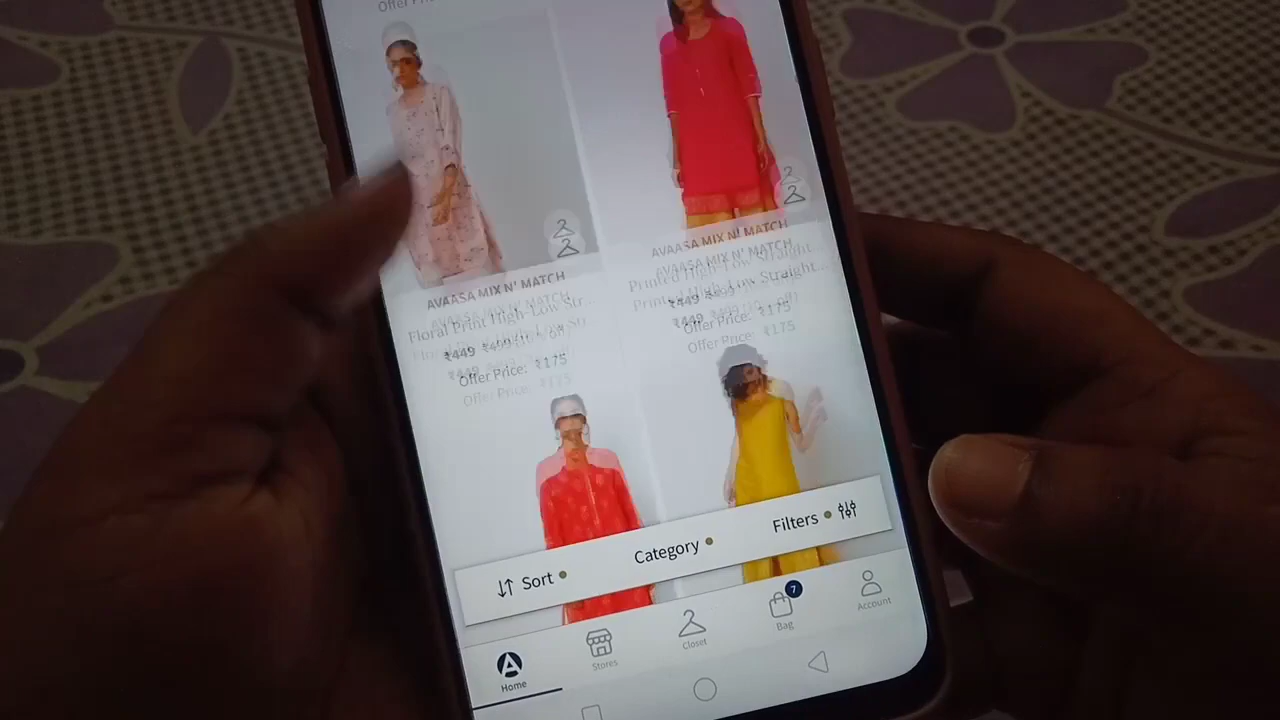 Offer
AVAASA MIX N' MATCH
Floral Print High-Low Str...
₹449 ₹499
Offer Price: ₹175
AVAASA MIX N' MATCH
Printed High-Low Straight...
₹449 ₹499
Offer Price: ₹175
Sort
Category
Filters
Home
Stores
Closet
7
Bag
Account